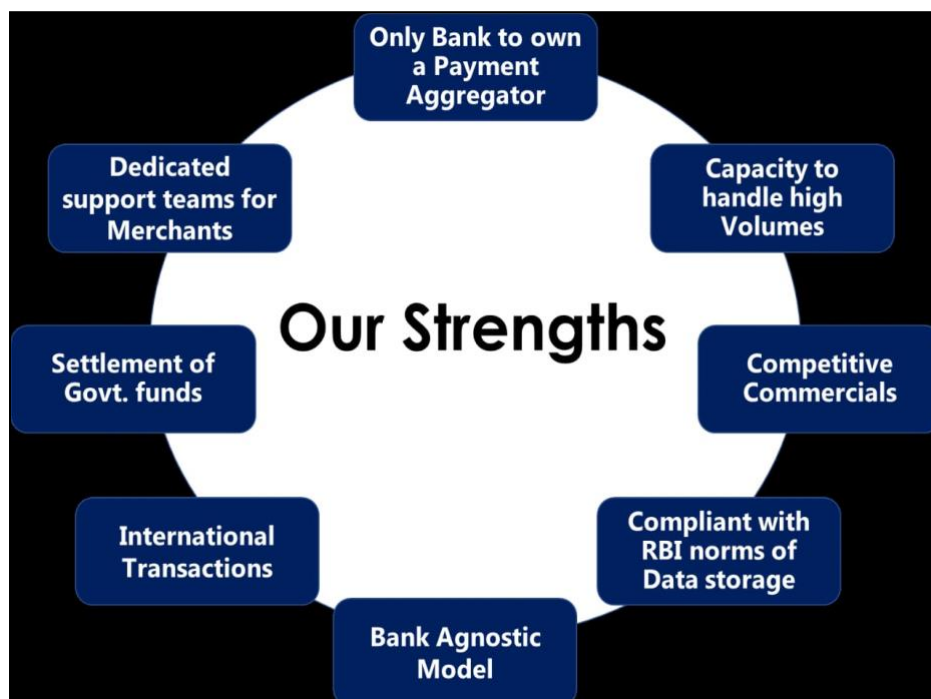 Only Bank to own
a Payment
Aggregator
Dedicated
support teams for
Merchants
Capacity to
handle high
Volumes
Our Strengths
Settlement of
Govt. funds
Competitive
Commercials
International
Transactions
Compliant with
RBI norms of
Data storage
Bank Agnostic
Model